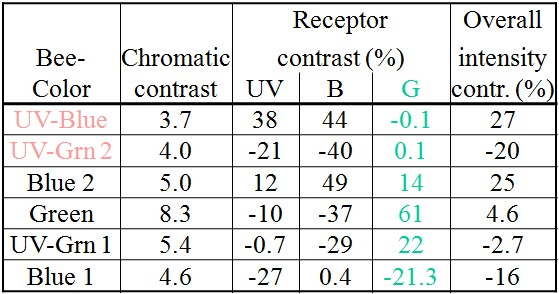 Bee-Color Chromatic contrast Receptor contrast (%) Overall intensity contr. (%)
UV B G
UV-Blue 3.7 38 44 -0.1 27
UV-Grn 2 4.0 -21 -40 0.1 -20
Blue 2 5.0 12 49 14 25
Green 8.3 -10 -37 61 4.6
UV-Grn 1 5.4 -0.7 -29 22 -2.7
Blue 1 4.6 -27 0.4 -21.3 -16